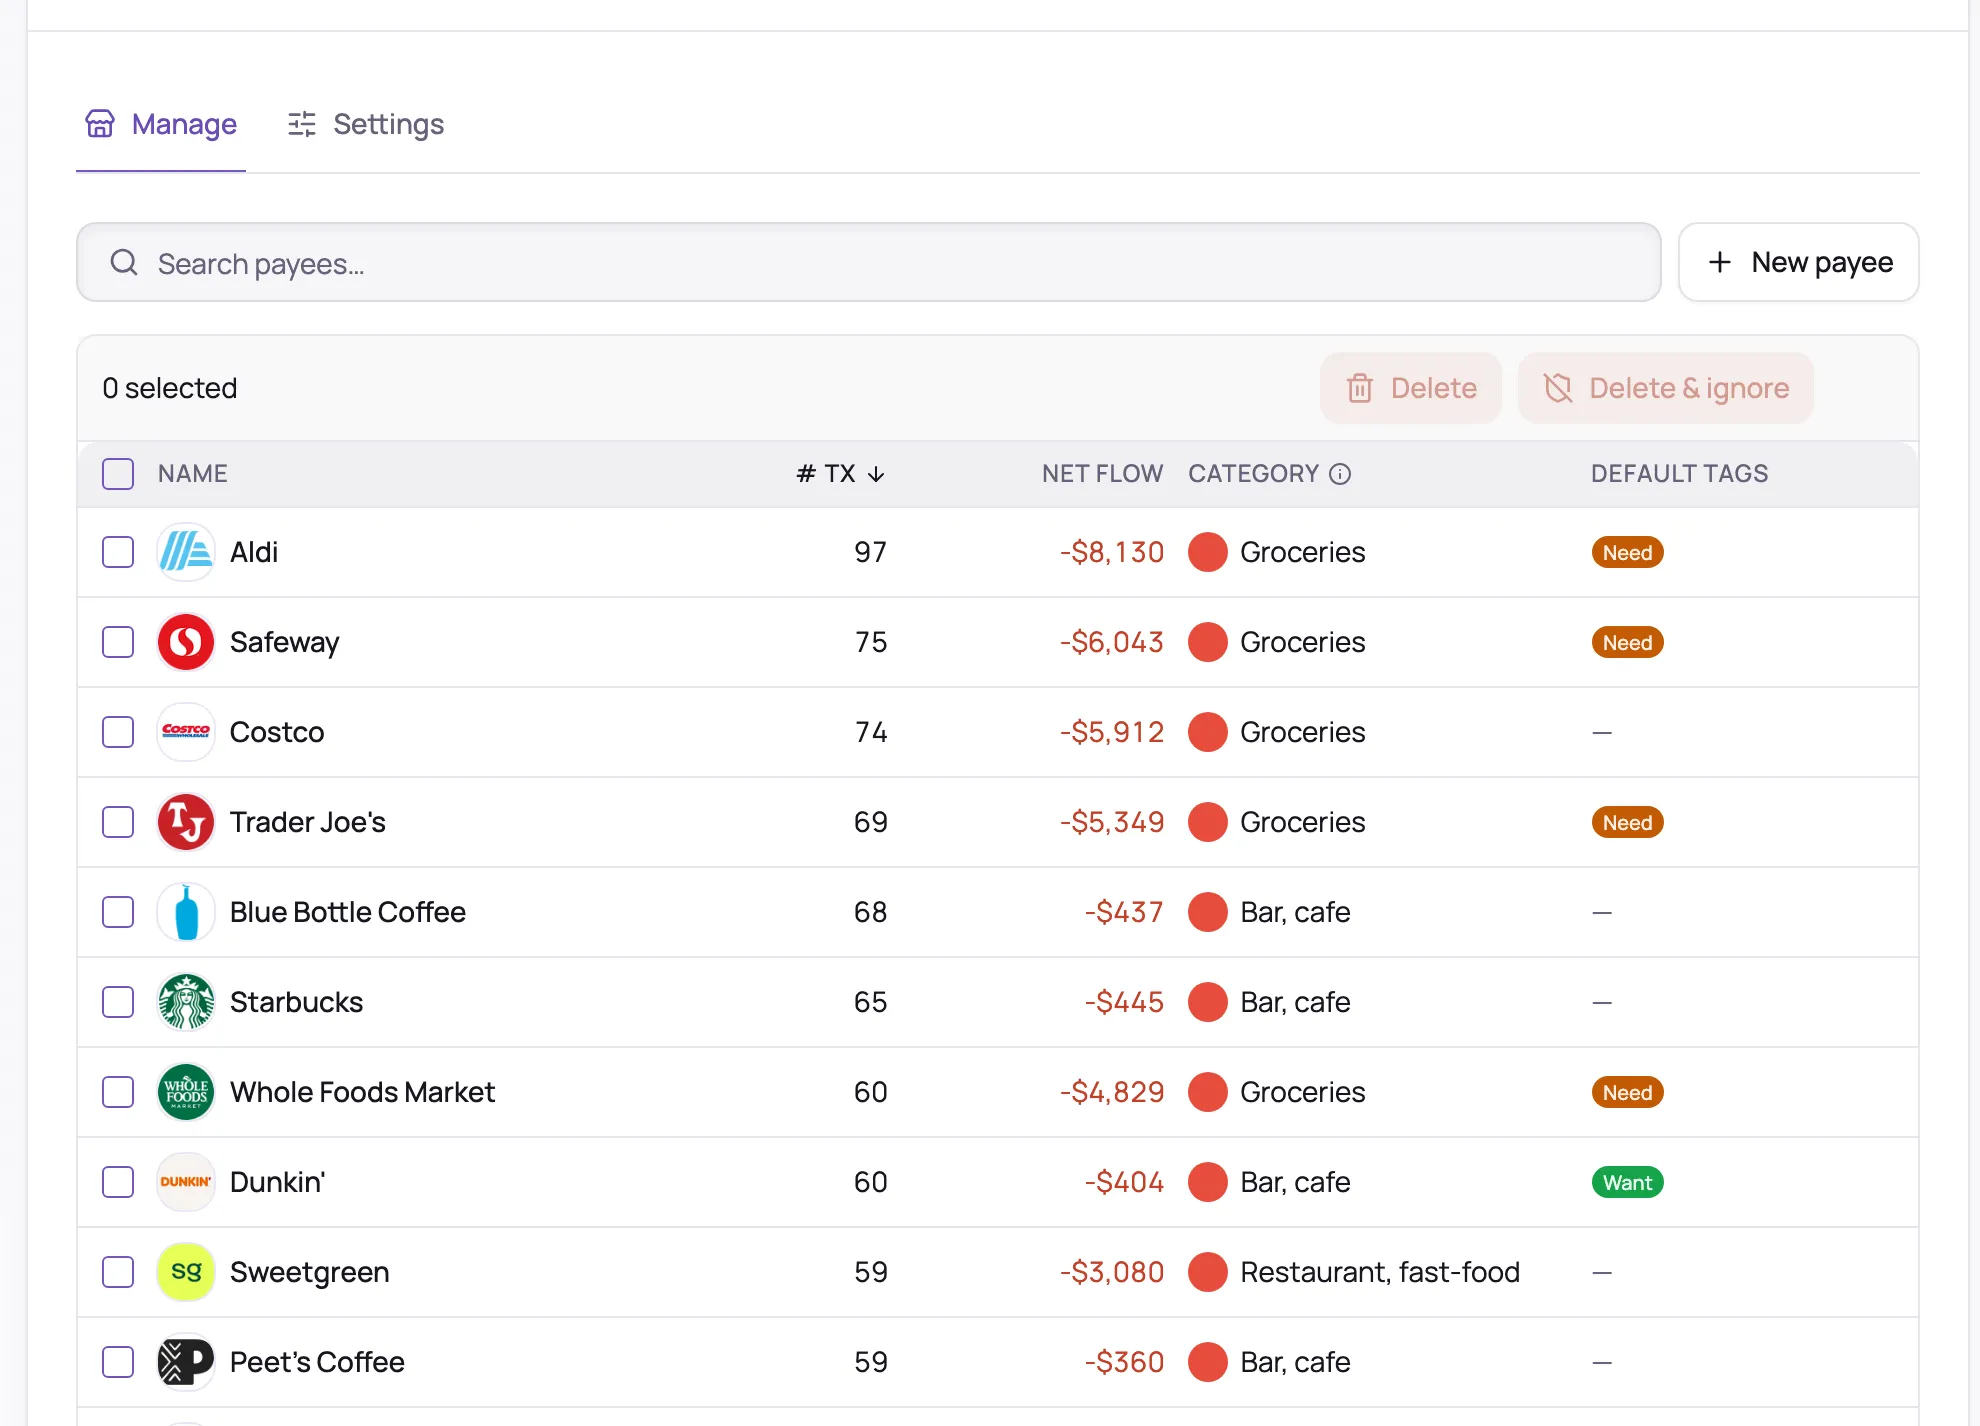 Manage Settings
Search payees...
+ New payee
0 selected Delete Delete & ignore
NAME # TX ↓ NET FLOW CATEGORY DEFAULT TAGS
Aldi 97 -$8,130 Groceries Need
Safeway 75 -$6,043 Groceries Need
COSTCO WHOLESALE Costco 74 -$5,912 Groceries —
TJ Trader Joe's 69 -$5,349 Groceries Need
Blue Bottle Coffee 68 -$437 Bar, cafe —
Starbucks 65 -$445 Bar, cafe —
WHOLE FOODS MARKET Whole Foods Market 60 -$4,829 Groceries Need
DUNKIN' Dunkin' 60 -$404 Bar, cafe Want
sg Sweetgreen 59 -$3,080 Restaurant, fast-food —
P Peet's Coffee 59 -$360 Bar, cafe —